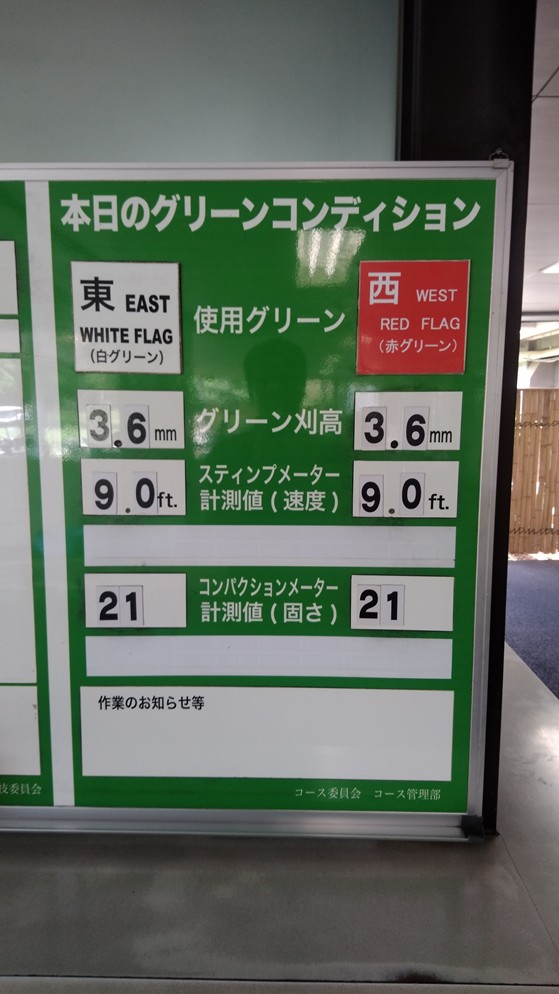 本日のグリーンコンディション
東 EAST
WHITE FLAG
(白グリーン)
使用グリーン
西 WEST
RED FLAG
(赤グリーン)
3.6mm
グリーン刈高
3.6mm
9.0ft.
スティンプメーター
計測値(速度)
9.0ft.
21
コンパクションメーター
計測値(固さ)
21
作業のお知らせ等
委員会
コース委員会 コース管理部